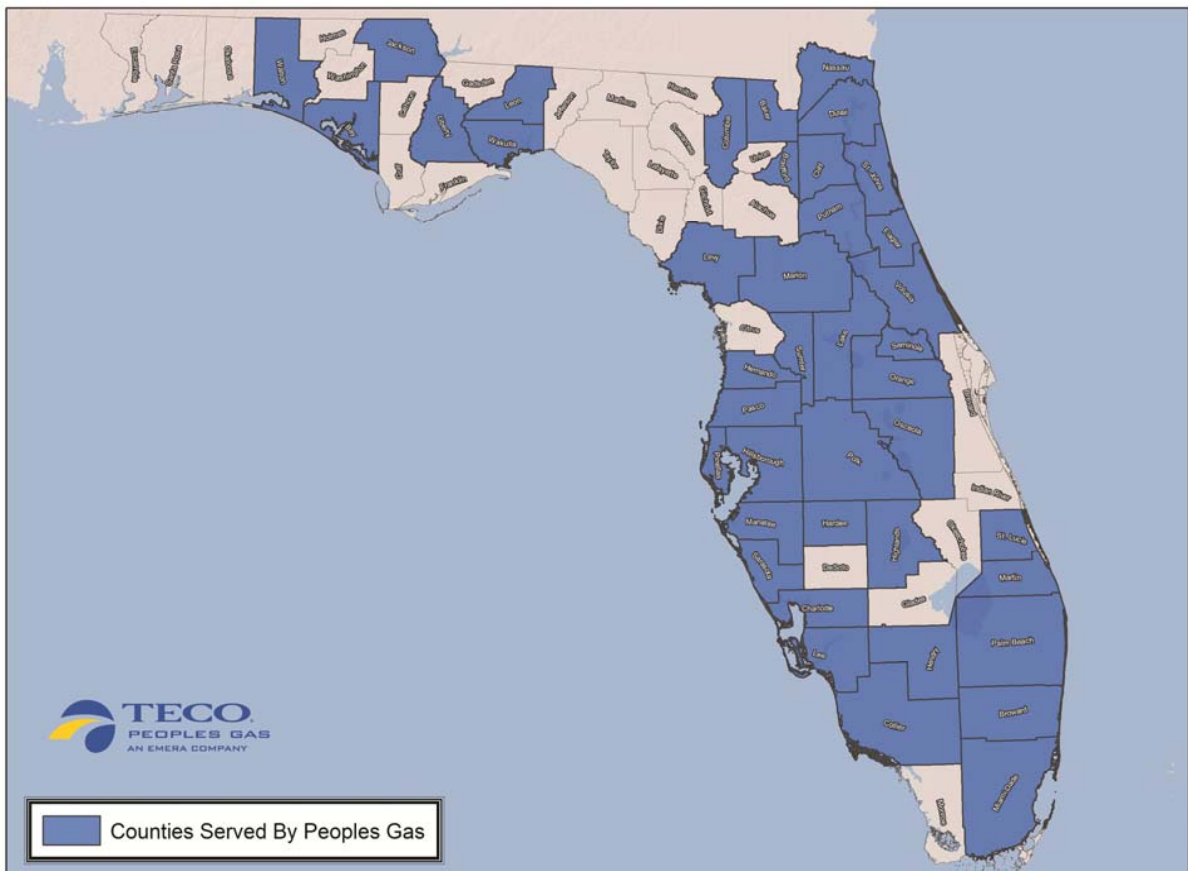 Escambia
Santa Rosa
Okaloosa
Walton
Holmes
Washington
Jackson
Bay
Calhoun
Gulf
Liberty
Gadsden
Franklin
Leon
Wakulla
Jefferson
Madison
Taylor
Hamilton
Suwannee
Lafayette
Dixie
Gilchrist
Columbia
Baker
Union
Bradford
Alachua
Nassau
Duval
Clay
St. Johns
Putnam
Flagler
Levy
Marion
Volusia
Citrus
Sumter
Lake
Seminole
Hernando
Orange
Brevard
Pasco
Osceola
Pinellas
Hillsborough
Polk
Indian River
Manatee
Hardee
Highlands
Okeechobee
St. Lucie
Sarasota
DeSoto
Martin
Charlotte
Glades
Lee
Hendry
Palm Beach
Collier
Broward
Monroe
Miami-Dade
TECO.
PEOPLES GAS
AN EMERA COMPANY
Counties Served By Peoples Gas